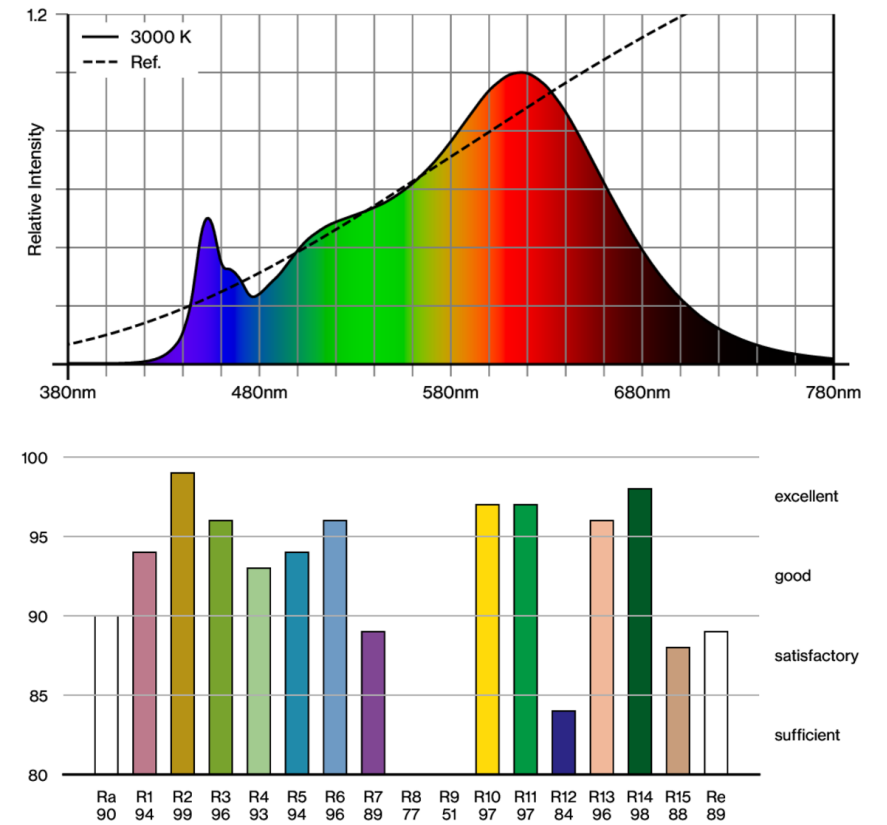 1.2
3000 K
Ref.
Relative Intensity
380nm 480nm 580nm 680nm 780nm
100
excellent
95
good
90
satisfactory
85
sufficient
80
Ra R1 R2 R3 R4 R5 R6 R7 R8 R9 R10 R11 R12 R13 R14 R15 Re
90 94 99 96 93 94 96 89 77 51 97 97 84 96 98 88 89